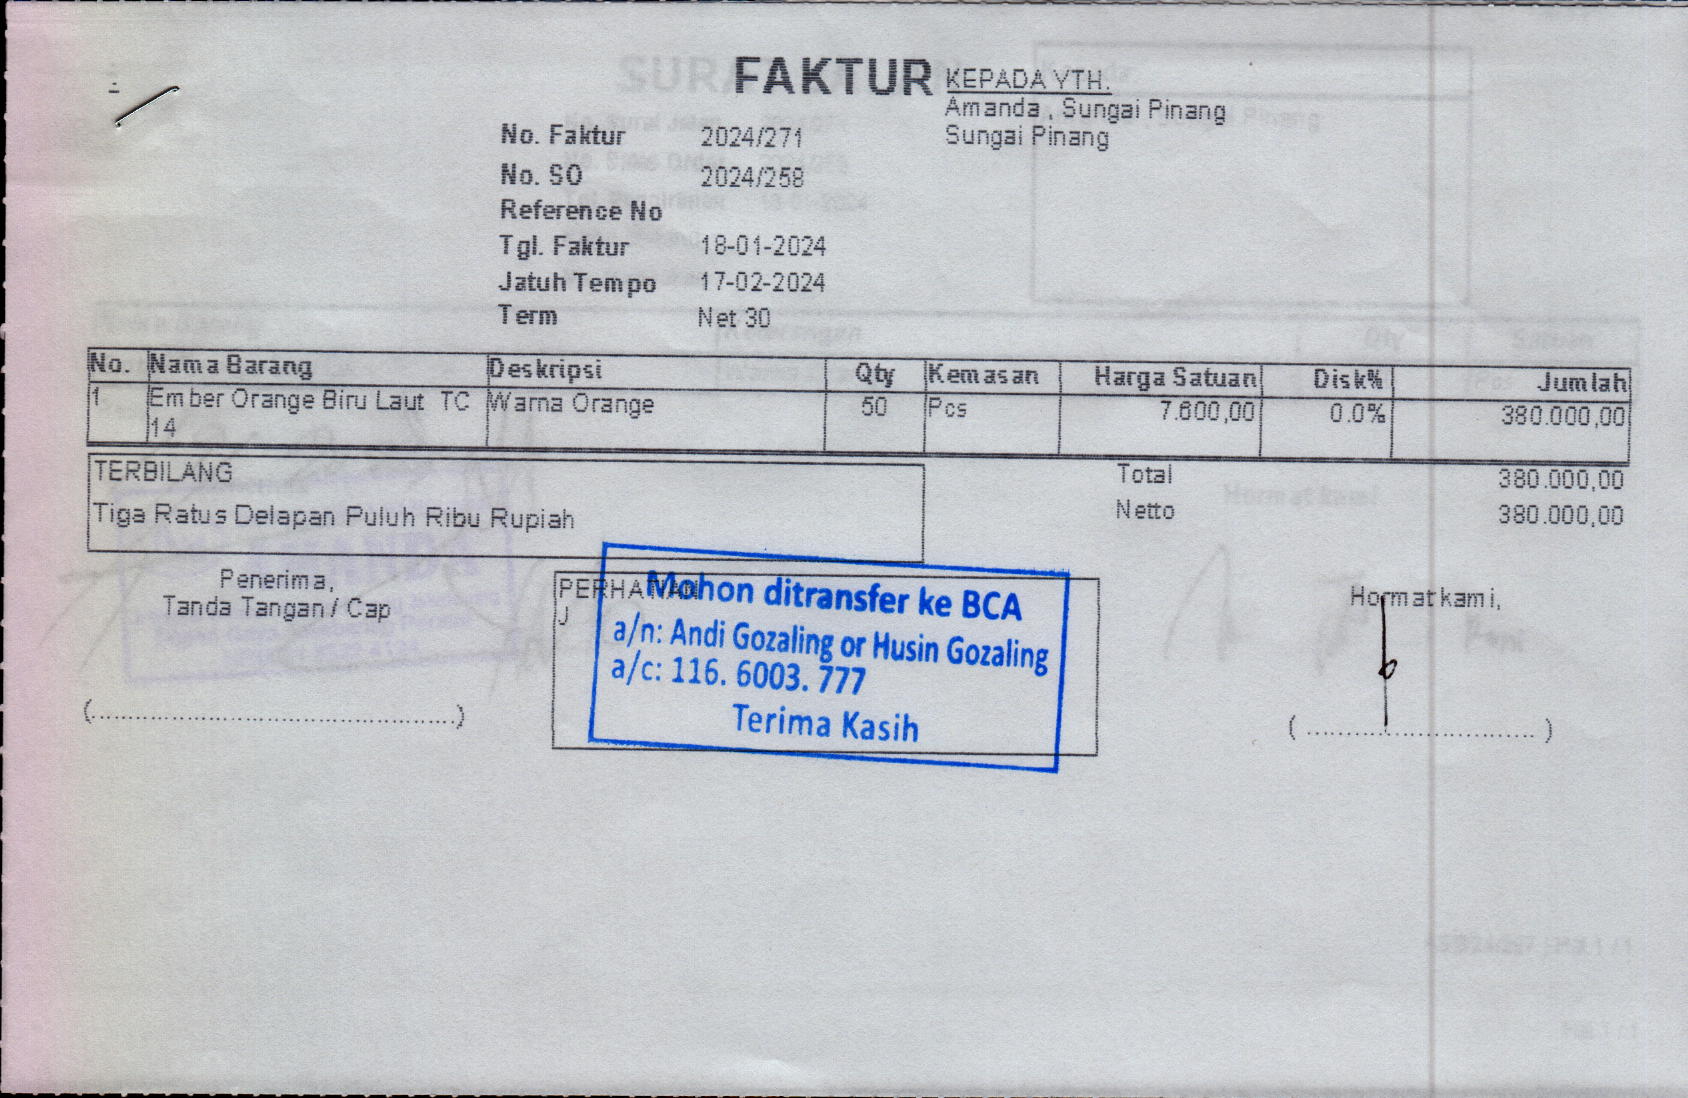 FAKTUR
KEPADA YTH.
Amanda , Sungai Pinang
Sungai Pinang
No. Faktur 2024/271
No. SO 2024/258
Reference No
Tgl. Faktur 18-01-2024
Jatuh Tempo 17-02-2024
Term Net 30
No. Nama Barang Deskripsi Qty Kemasan Harga Satuan Disk% Jumlah
1 Ember Orange Biru Laut TC Warna Orange 50 Pcs 7.600,00 0.0% 380.000,00
14
TERBILANG
Tiga Ratus Delapan Puluh Ribu Rupiah
Total 380.000,00
Netto 380.000,00
Penerima,
Tanda Tangan / Cap
(................................................)
PERHATIAN
J
Mohon ditransfer ke BCA
a/n: Andi Gozaling or Husin Gozaling
a/c: 116. 6003. 777
Terima Kasih
Hormat kami,
( .............................. )